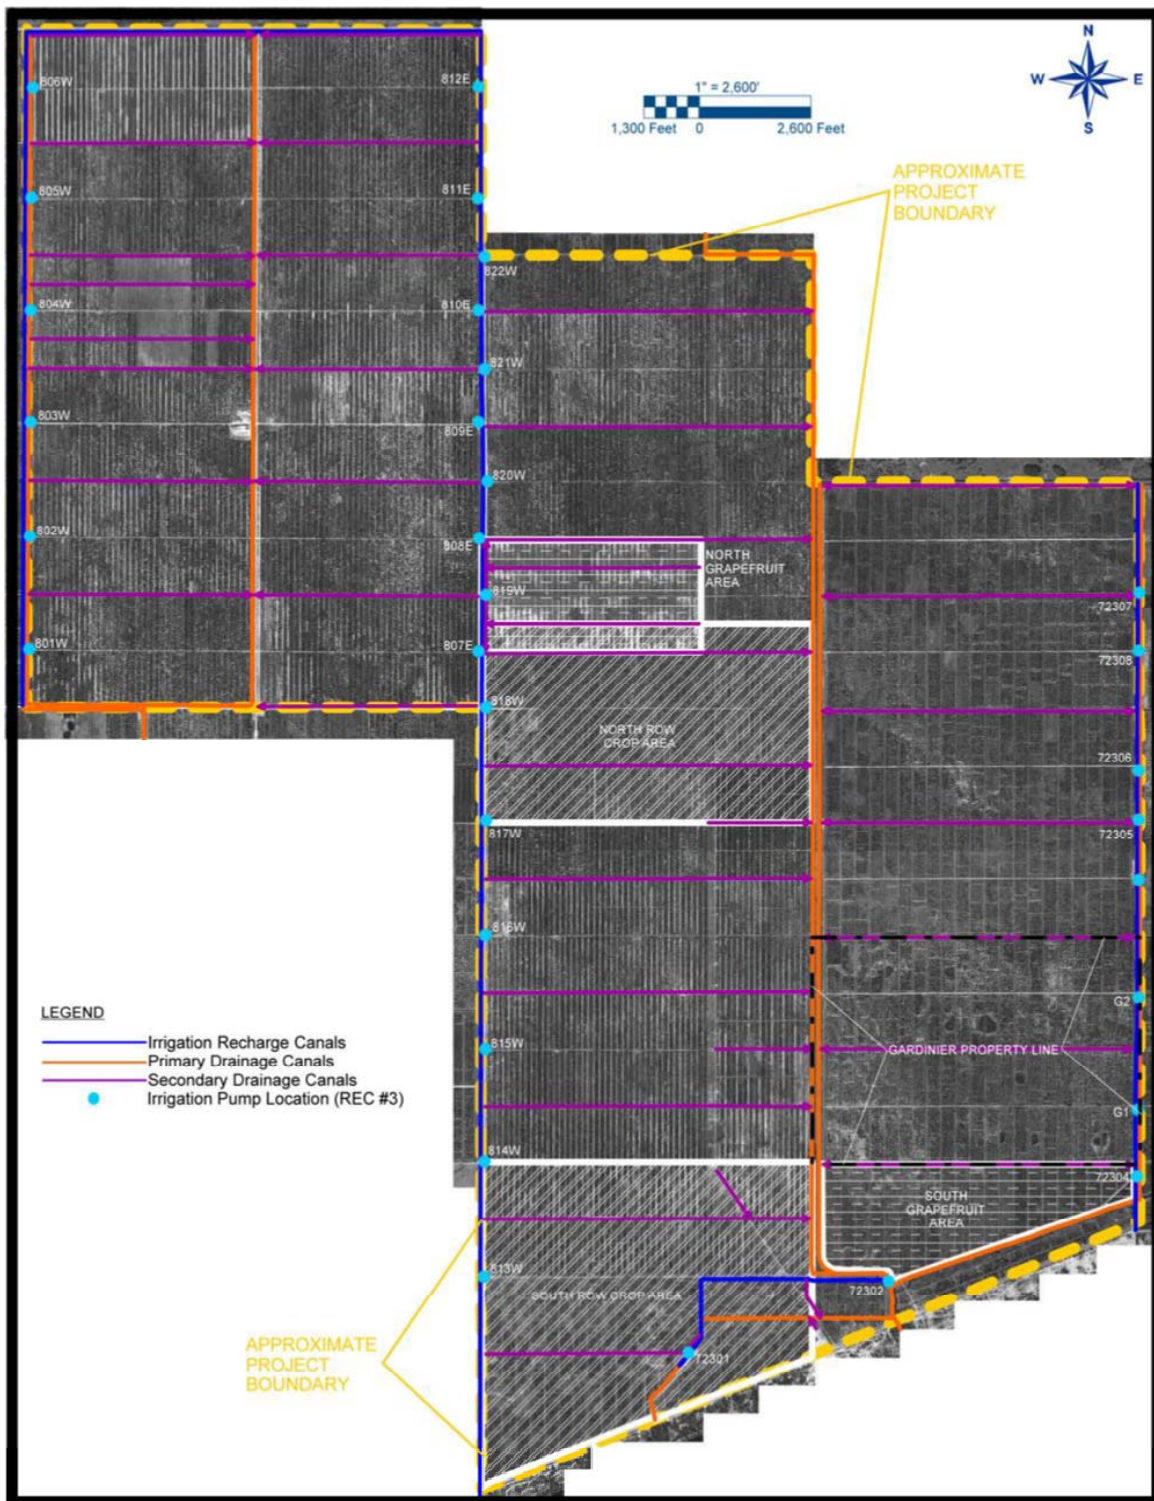 N
W
E
S
1" = 2,600'
1,300 Feet 0 2,600 Feet
806W
812E
APPROXIMATE
PROJECT
BOUNDARY
805W
811E
822W
804W
810E
821W
803W
809E
820W
802W
808E
NORTH
GRAPEFRUIT
AREA
819W
72307
801W
807E
72308
818W
NORTH ROW
CROP AREA
72306
72305
817W
816W
G2
LEGEND
Irrigation Recharge Canals
Primary Drainage Canals
Secondary Drainage Canals
Irrigation Pump Location (REC #3)
815W
GARDINIER PROPERTY LINE
G1
814W
72304
SOUTH
GRAPEFRUIT
AREA
813W
72302
SOUTH ROW CROP AREA
APPROXIMATE
PROJECT
BOUNDARY
72301